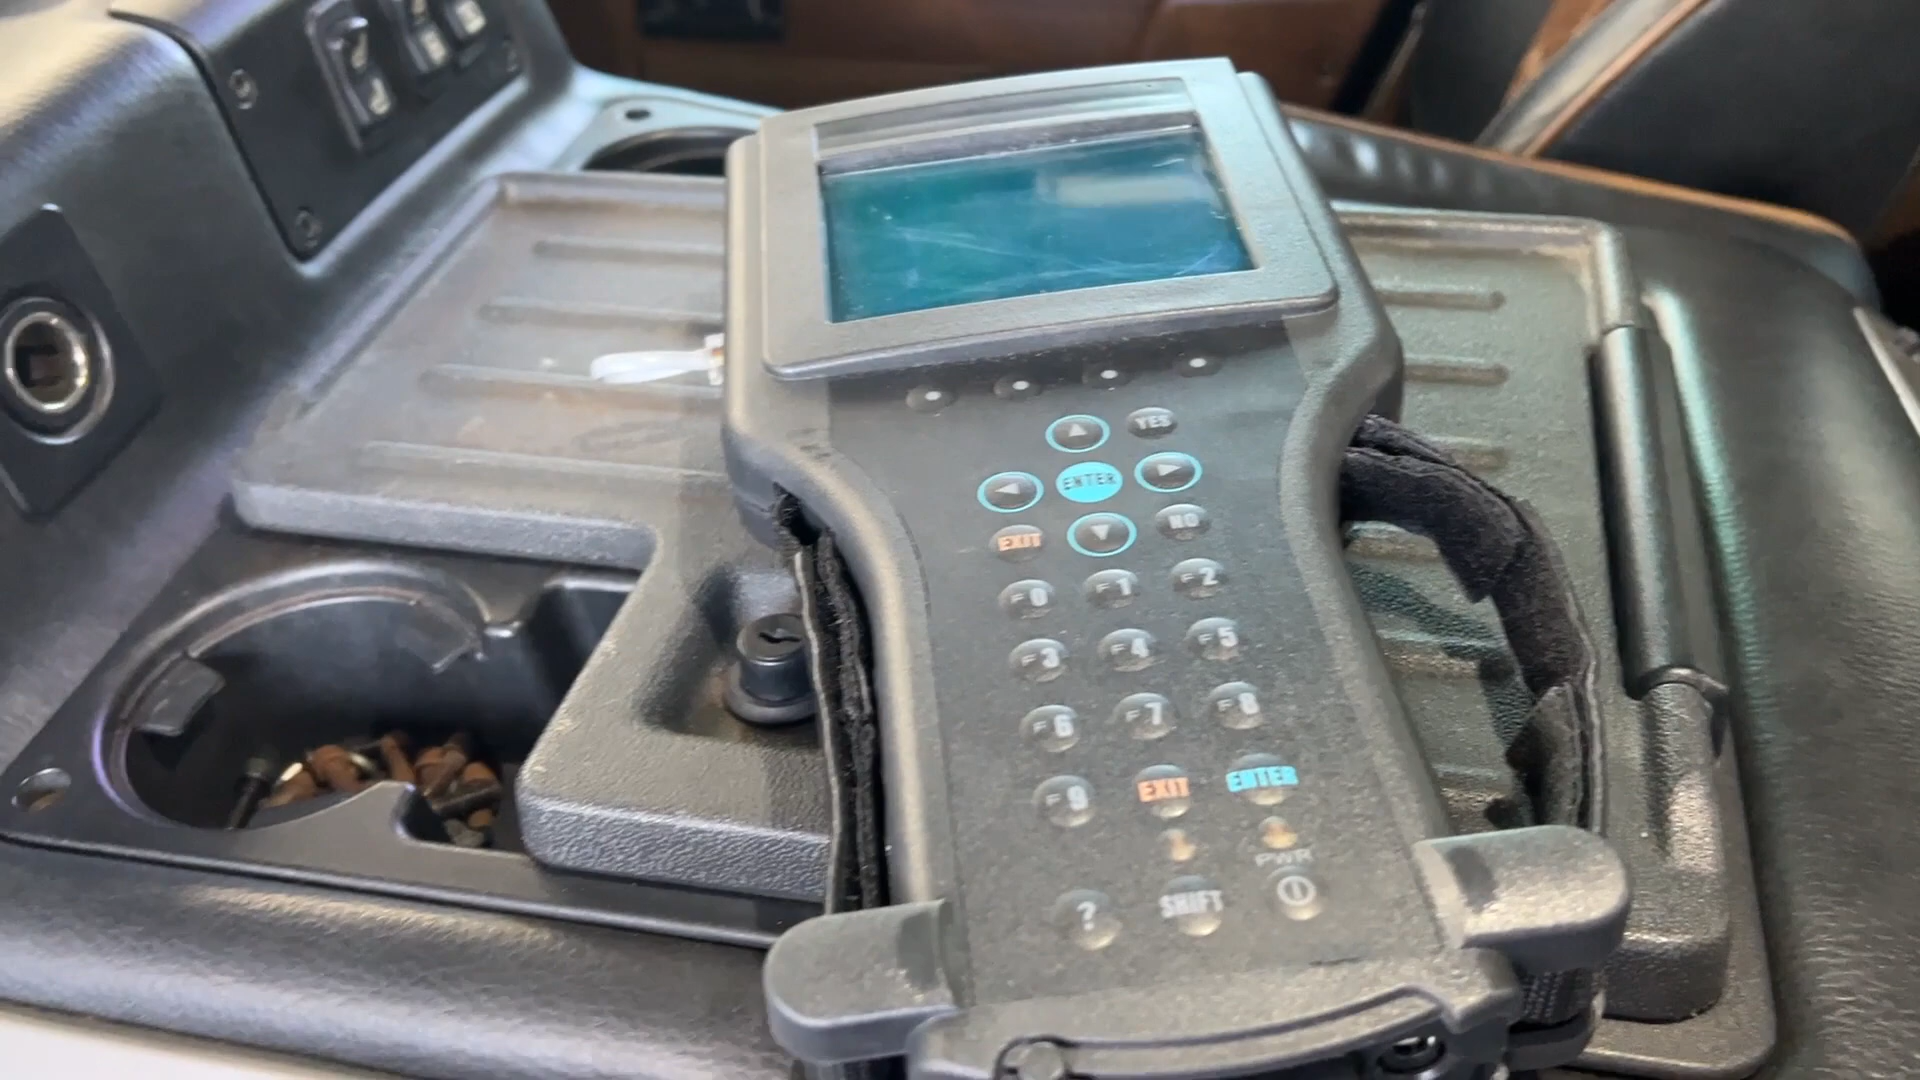 YES
ENTER
EXIT
NO
F0 F1 F2
F3 F4 F5
F6 F7 F8
F9 EXIT ENTER
PWR
? SHIFT